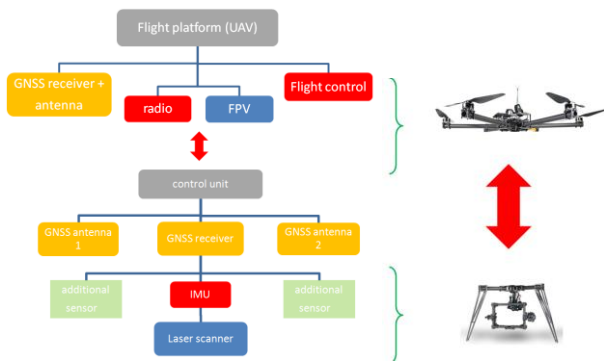 Flight platform (UAV)
GNSS receiver +
antenna
radio
FPV
Flight control
control unit
GNSS antenna
1
GNSS receiver
GNSS antenna
2
additional
sensor
IMU
additional
sensor
Laser scanner